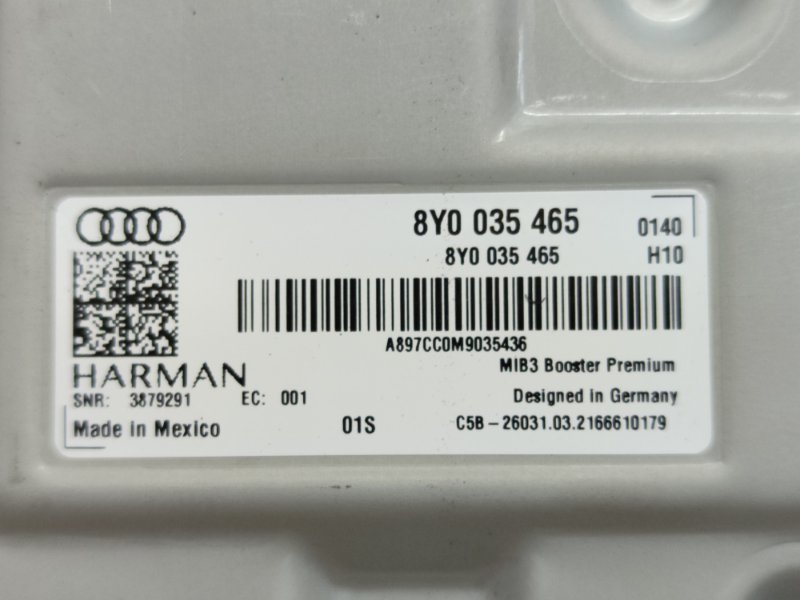 8Y0 035 465 0140
8Y0 035 465 H10
A897CC0M9035436
HARMAN
MIB3 Booster Premium
SNR: 3879291 EC: 001 Designed in Germany
Made in Mexico 01S C5B-26031.03.2166610179